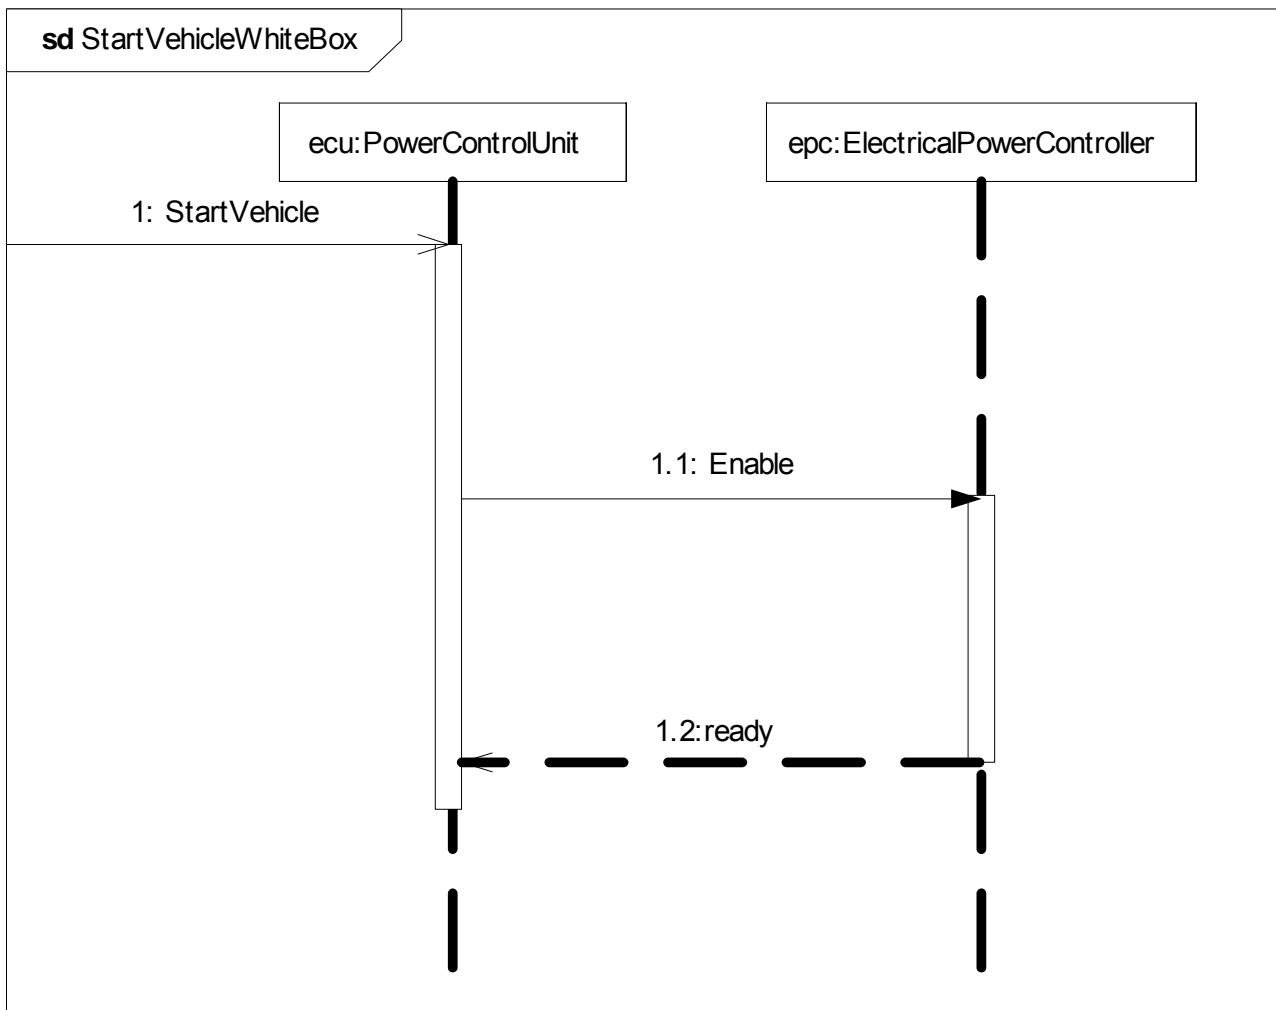 sd StartVehicleWhiteBox
ecu:PowerControlUnit
epc:ElectricalPowerController
1: StartVehicle
1.1: Enable
1.2:ready